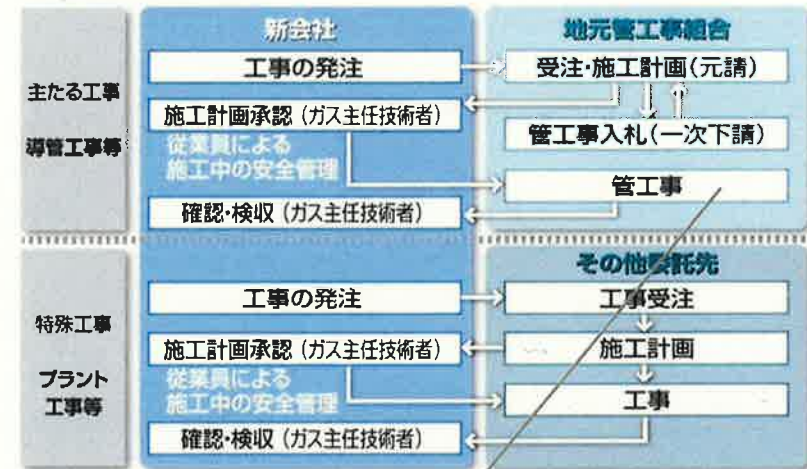 新会社
地元管工事組合
主たる工事
導管工事等
工事の発注
受注・施工計画(元請)
施工計画承認(ガス主任技術者)
従業員による
施工中の安全管理
管工事入札(一次下請)
管工事
確認・検収(ガス主任技術者)
その他委託先
特殊工事
プラント
工事等
工事の発注
工事受注
施工計画承認(ガス主任技術者)
施工計画
従業員による
施工中の安全管理
工事
確認・検収(ガス主任技術者)